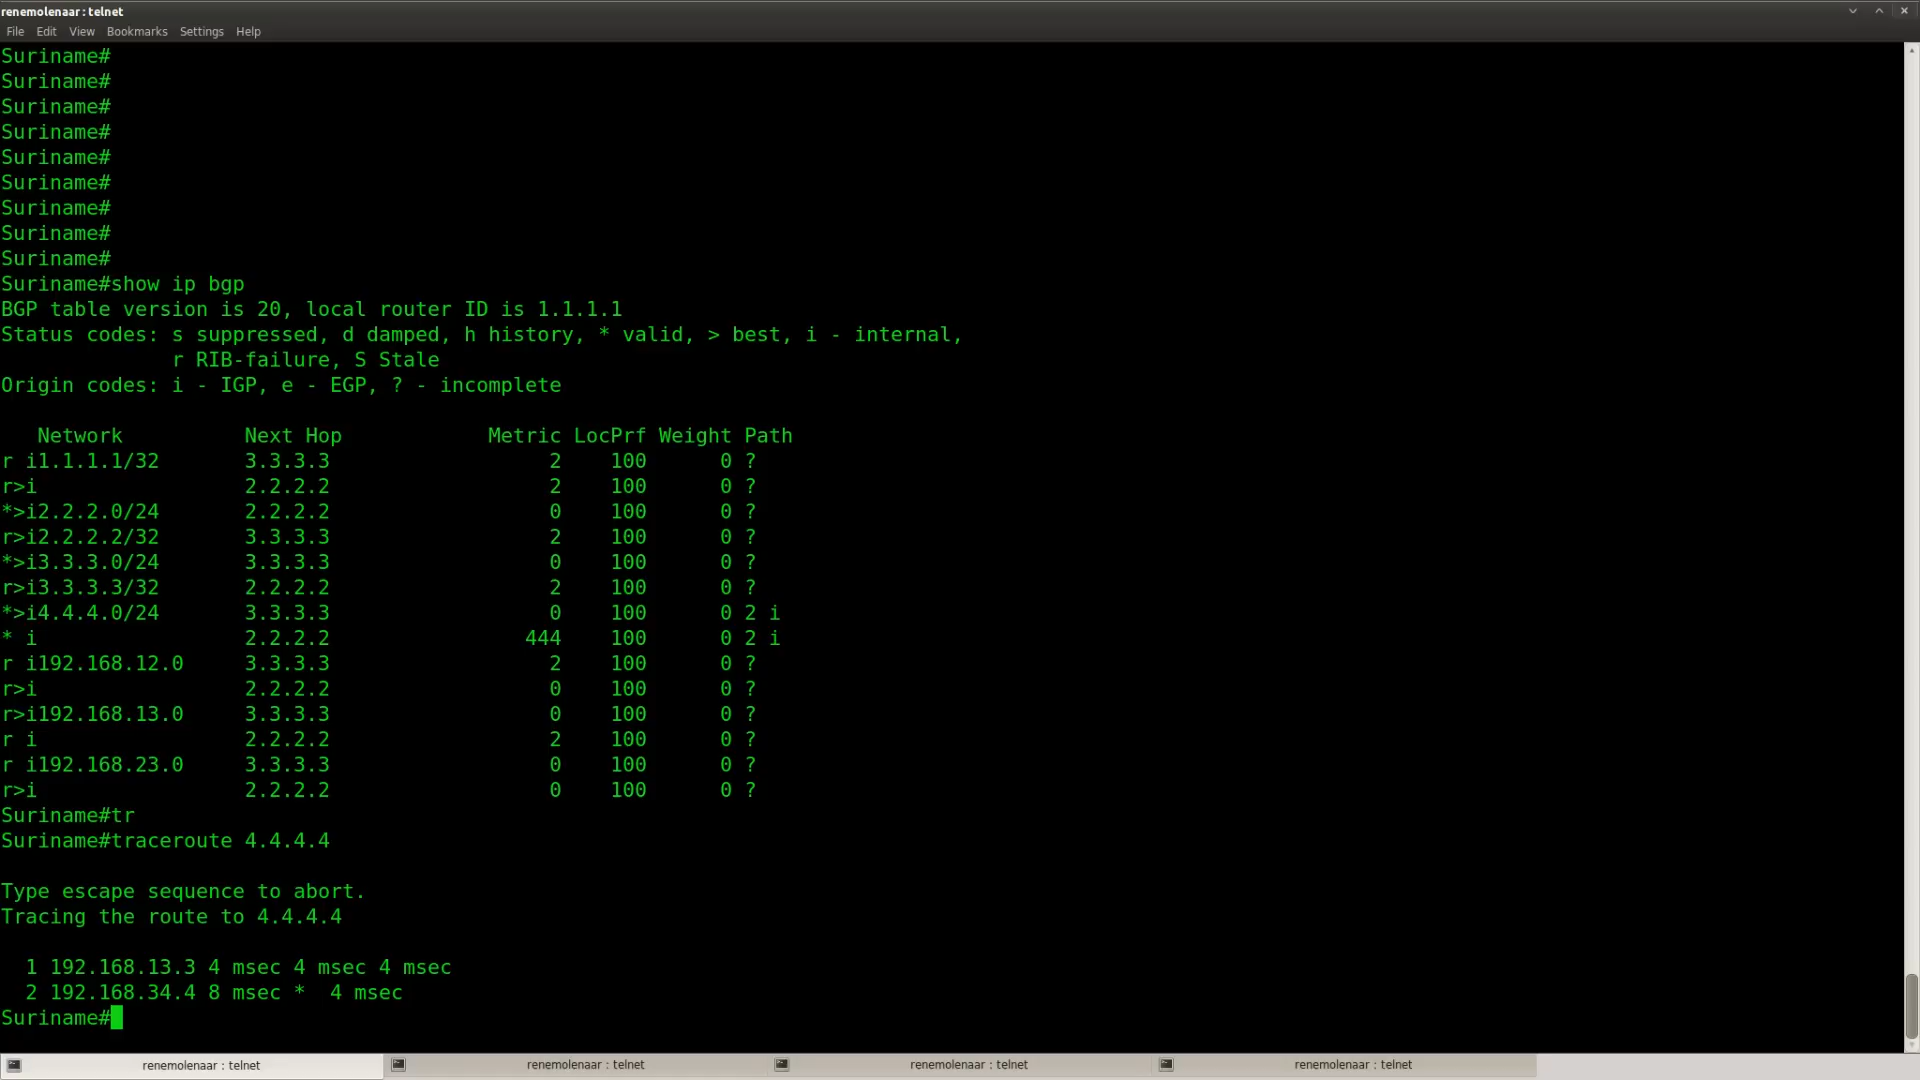 renemolenaar : telnet
File Edit View Bookmarks Settings Help
Suriname#
Suriname#
Suriname#
Suriname#
Suriname#
Suriname#
Suriname#
Suriname#
Suriname#
Suriname#show ip bgp
BGP table version is 20, local router ID is 1.1.1.1
Status codes: s suppressed, d damped, h history, * valid, > best, i - internal,
              r RIB-failure, S Stale
Origin codes: i - IGP, e - EGP, ? - incomplete
   Network          Next Hop            Metric LocPrf Weight Path
r i1.1.1.1/32       3.3.3.3                  2    100      0 ?
r>i                 2.2.2.2                  2    100      0 ?
*>i2.2.2.0/24       2.2.2.2                  0    100      0 ?
r>i2.2.2.2/32       3.3.3.3                  2    100      0 ?
*>i3.3.3.0/24       3.3.3.3                  0    100      0 ?
r>i3.3.3.3/32       2.2.2.2                  2    100      0 ?
*>i4.4.4.0/24       3.3.3.3                  0    100      0 2 i
* i                 2.2.2.2                444    100      0 2 i
r i192.168.12.0     3.3.3.3                  2    100      0 ?
r>i                 2.2.2.2                  0    100      0 ?
r>i192.168.13.0     3.3.3.3                  0    100      0 ?
r i                 2.2.2.2                  2    100      0 ?
r i192.168.23.0     3.3.3.3                  0    100      0 ?
r>i                 2.2.2.2                  0    100      0 ?
Suriname#tr
Suriname#traceroute 4.4.4.4
Type escape sequence to abort.
Tracing the route to 4.4.4.4
  1 192.168.13.3 4 msec 4 msec 4 msec
  2 192.168.34.4 8 msec *  4 msec
Suriname#
renemolenaar : telnet renemolenaar : telnet renemolenaar : telnet renemolenaar : telnet